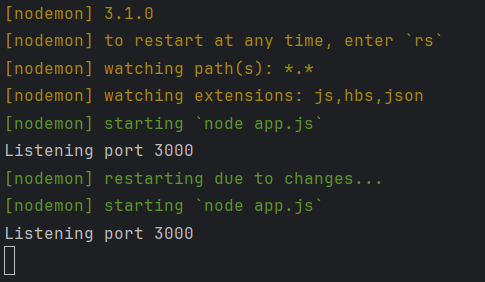 [nodemon] 3.1.0
[nodemon] to restart at any time, enter `rs`
[nodemon] watching path(s): *.*
[nodemon] watching extensions: js,hbs,json
[nodemon] starting `node app.js`
Listening port 3000
[nodemon] restarting due to changes...
[nodemon] starting `node app.js`
Listening port 3000